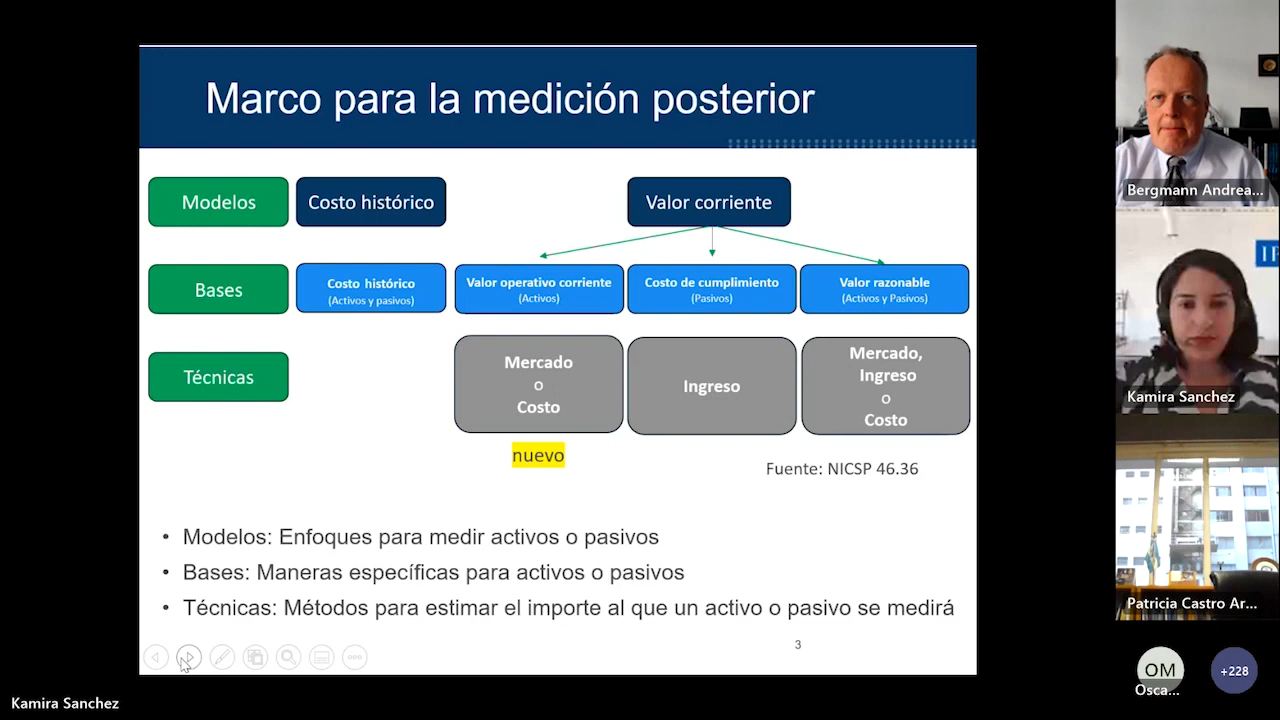 Marco para la medición posterior
Modelos
Costo histórico
Valor corriente
Bases
Costo histórico
(Activos y pasivos)
Valor operativo corriente
(Activos)
Costo de cumplimiento
(Pasivos)
Valor razonable
(Activos y Pasivos)
Técnicas
Mercado
o
Costo
Ingreso
Mercado,
Ingreso
o
Costo
nuevo
Fuente: NICSP 46.36
• Modelos: Enfoques para medir activos o pasivos
• Bases: Maneras específicas para activos o pasivos
• Técnicas: Métodos para estimar el importe al que un activo o pasivo se medirá
3
Bergmann Andrea...
Kamira Sanchez
Patricia Castro Ar...
OM
Osca...
+228
Kamira Sanchez